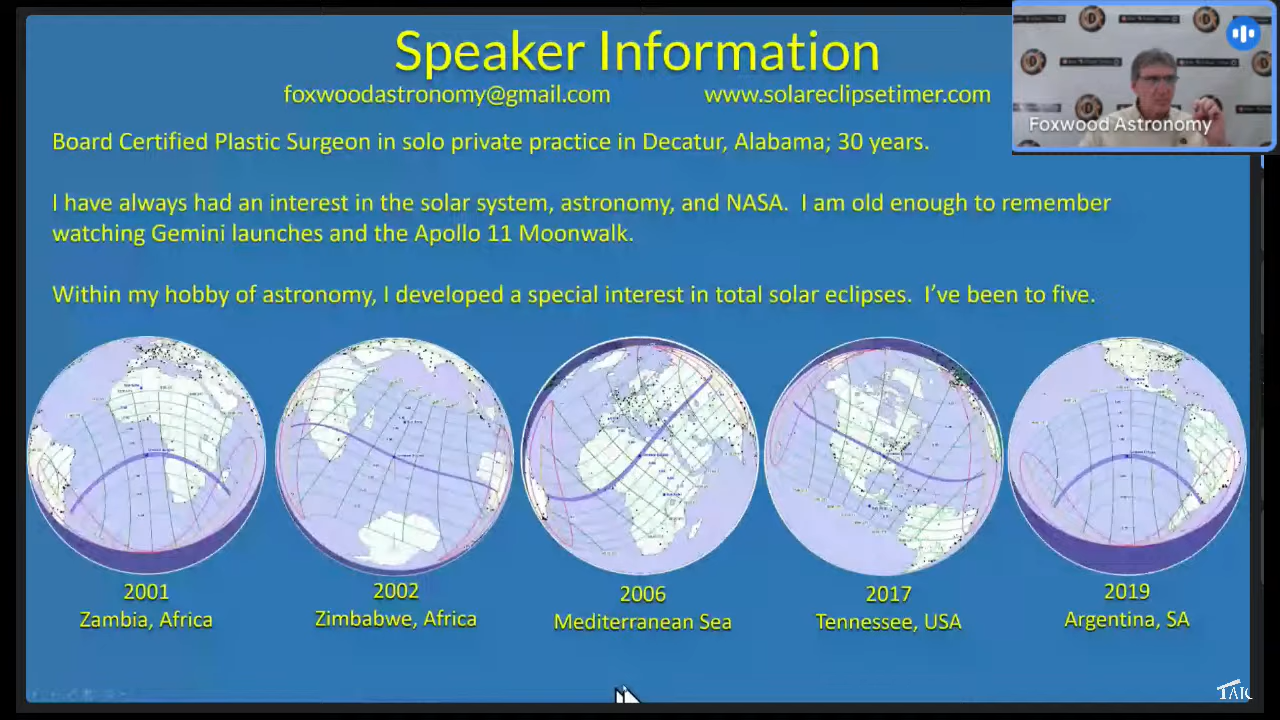 Speaker Information
foxwoodastronomy@gmail.com www.solareclipsetimer.com
Foxwood Astronomy
Board Certified Plastic Surgeon in solo private practice in Decatur, Alabama; 30 years.
I have always had an interest in the solar system, astronomy, and NASA. I am old enough to remember
watching Gemini launches and the Apollo 11 Moonwalk.
Within my hobby of astronomy, I developed a special interest in total solar eclipses. I've been to five.
2001
Zambia, Africa
2002
Zimbabwe, Africa
2006
Mediterranean Sea
2017
Tennessee, USA
2019
Argentina, SA